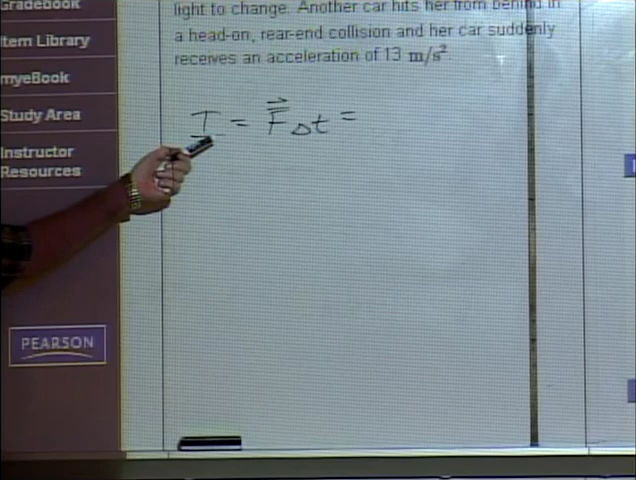 Gradebook
Item Library
myeBook
Study Area
Instructor
Resources
PEARSON
light to change. Another car hits her from behind in
a head-on, rear-end collision and her car suddenly
receives an acceleration of 13 m/s².
I = F⃗ Δt =